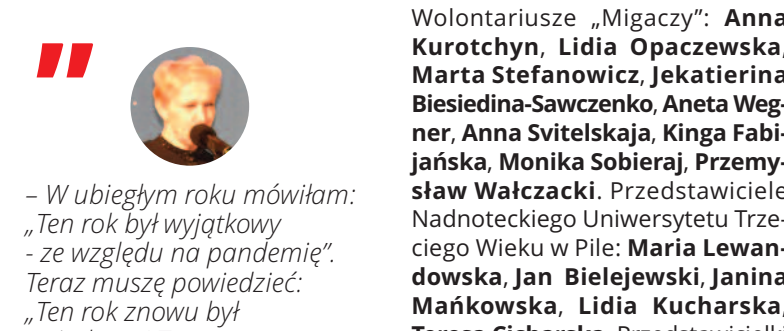 – W ubiegłym roku mówiłam:
„Ten rok był wyjątkowy
- ze względu na pandemię”.
Teraz muszę powiedzieć:
„Ten rok znowu był
Wolontariusze „Migaczy”: Anna
Kurotchyn, Lidia Opaczewska,
Marta Stefanowicz, Jekatierina
Biesiedina-Sawczenko, Aneta Weg-
ner, Anna Svitelskaja, Kinga Fabi-
jańska, Monika Sobieraj, Przemy-
sław Wałczacki. Przedstawiciele
Nadnoteckiego Uniwersytetu Trze-
ciego Wieku w Pile: Maria Lewan-
dowska, Jan Bielejewski, Janina
Mańkowska, Lidia Kucharska,